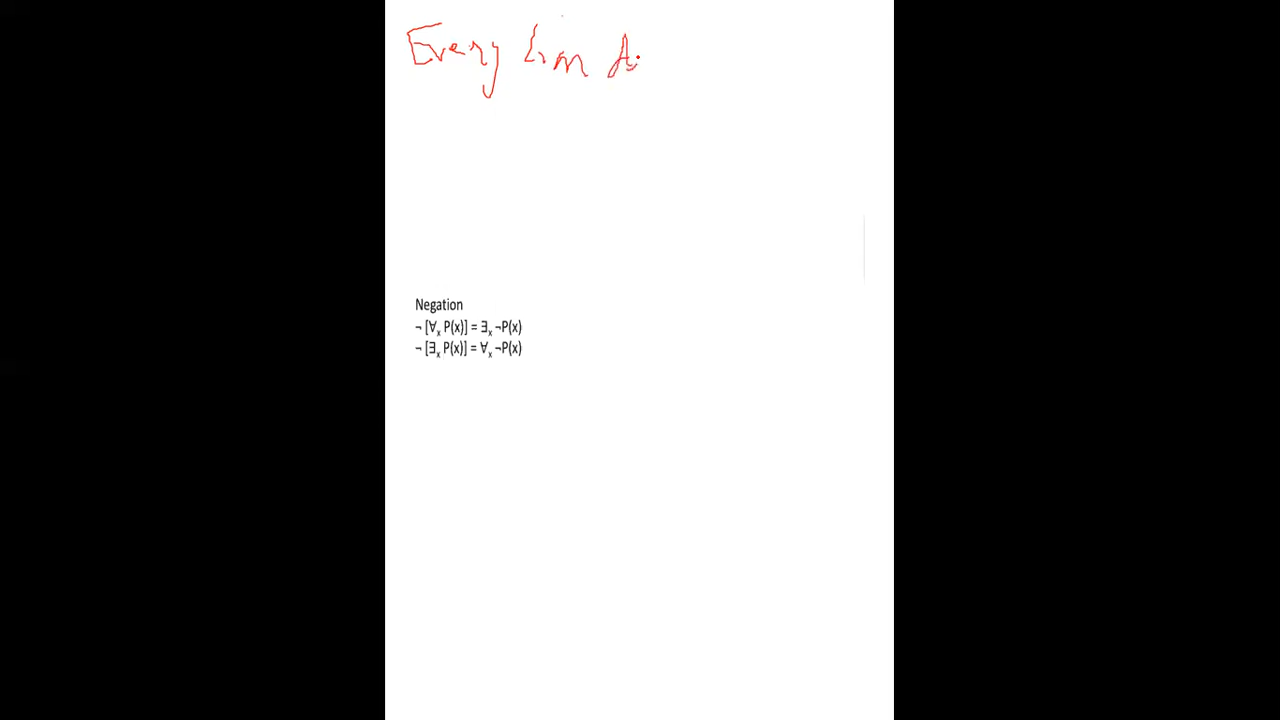 Every
Negation
¬ [∀x P(x)] = ∃x ¬P(x)
¬ [∃x P(x)] = ∀x ¬P(x)